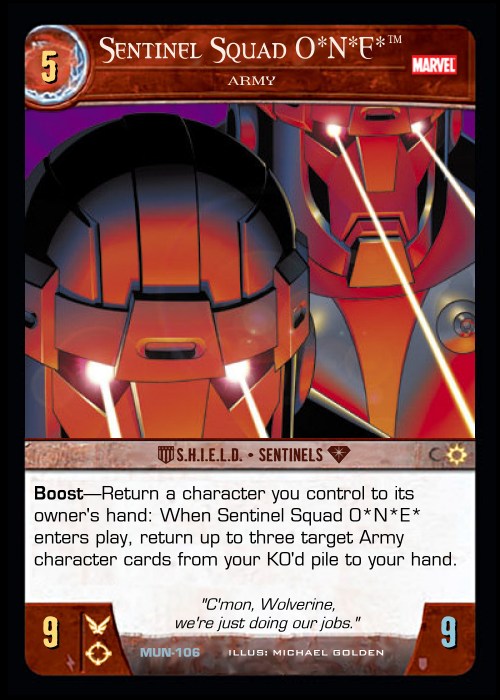 5
SENTINEL SQUAD O*N*E*™
MARVEL
ARMY
S.H.I.E.L.D. • SENTINELS
C
Boost—Return a character you control to its
owner's hand: When Sentinel Squad O*N*E*
enters play, return up to three target Army
character cards from your KO'd pile to your hand.
"C'mon, Wolverine,
we're just doing our jobs."
9
9
MUN-106 ILLUS: MICHAEL GOLDEN